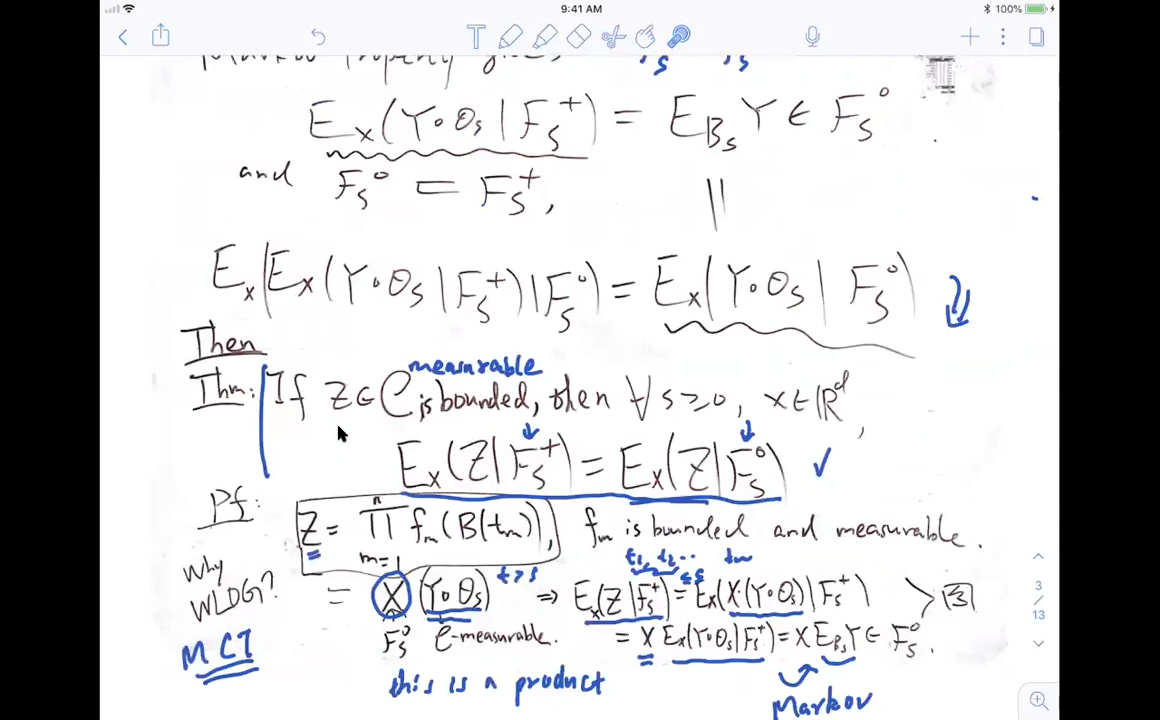 9:41 AM
100%
E_x(Y∘θ_s | F_s^+) = E_{B_s} Y ∈ F_s^o
and F_s^o ⊂ F_s^+,
E_x(E_x(Y∘θ_s | F_s^+) | F_s^o) = E_x(Y∘θ_s | F_s^o)
Then
measurable
Thm: If Z ∈ C is bounded, then ∀ s ≥ 0, x ∈ ℝ^d,
E_x(Z | F_s^+) = E_x(Z | F_s^o) ✓
Pf: Z = ∏_{m=1}^n f_m(B(t_m)), f_m is bounded and measurable.
Why WLOG?
= X (Y∘θ_s) t>s ⇒ E_x(Z | F_s^+) = E_x(X·(Y∘θ_s) | F_s^+)
F_s^o C-measurable. = X E_x(Y∘θ_s | F_s^+) = X E_{B_s} Y ∈ F_s^o.
MCT
this is a product
Markov
3
/
13